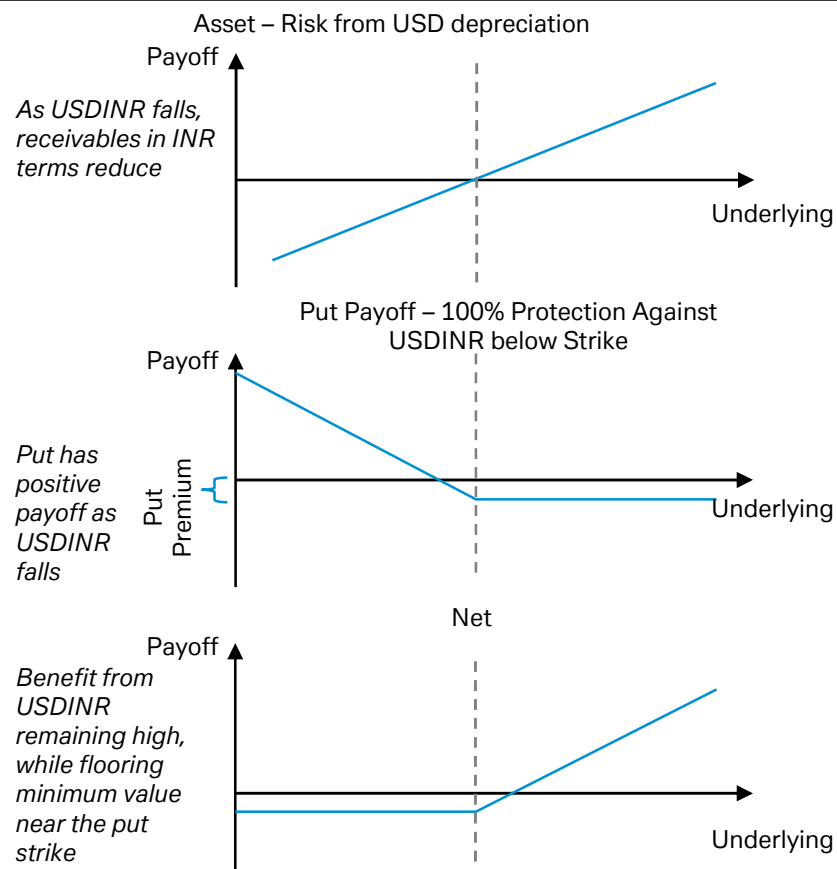 Asset – Risk from USD depreciation
Payoff
As USDINR falls,
receivables in INR
terms reduce
Underlying
Put Payoff – 100% Protection Against
USDINR below Strike
Payoff
Put has
positive
payoff as
USDINR
falls
Put
Premium
Underlying
Net
Payoff
Benefit from
USDINR
remaining high,
while flooring
minimum value
near the put
strike
Underlying